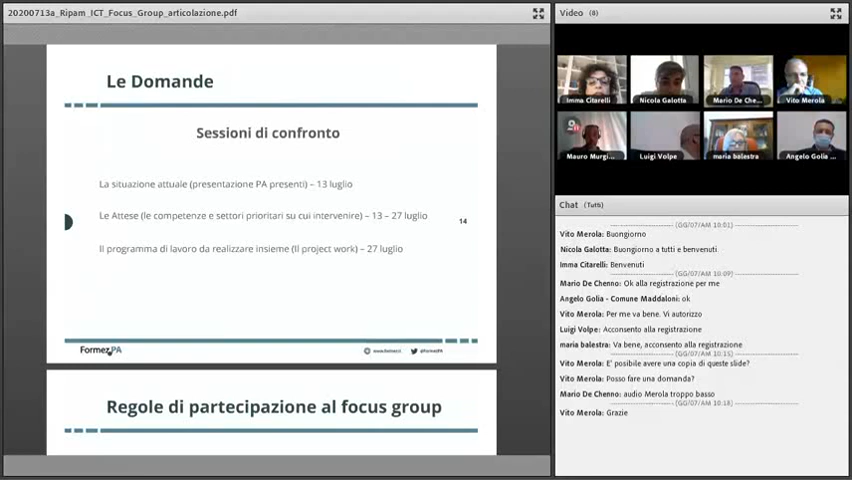 20200713a_Ripam_ICT_Focus_Group_articolazione.pdf
Le Domande
Sessioni di confronto
La situazione attuale (presentazione PA presenti) – 13 luglio
Le Attese (le competenze e settori prioritari su cui intervenire) – 13 – 27 luglio
14
Il programma di lavoro da realizzare insieme (Il project work) – 27 luglio
FormezPA
@formezPA
Regole di partecipazione al focus group
Video (8)
Imma Citarelli
Nicola Galotta
Mario De Che...
Vito Merola
Mauro Murgi...
Luigi Volpe
maria balestra
Angelo Golia ...
Chat (Tutti)
(GG/07/AM 10:01)
Vito Merola: Buongiorno
Nicola Galotta: Buongiorno a tutti e benvenuti
Imma Citarelli: Benvenuti
(GG/07/AM 10:09)
Mario De Chenno: Ok alla registrazione per me
Angelo Golia - Comune Maddaloni: ok
Vito Merola: Per me va bene. Vi autorizzo
Luigi Volpe: Acconsento alla registrazione
maria balestra: Va bene, acconsento alla registrazione
(GG/07/AM 10:15)
Vito Merola: E' posibile avere una copia di queste slide?
Vito Merola: Posso fare una domanda?
Mario De Chenno: audio Merola troppo basso
(GG/07/AM 10:18)
Vito Merola: Grazie